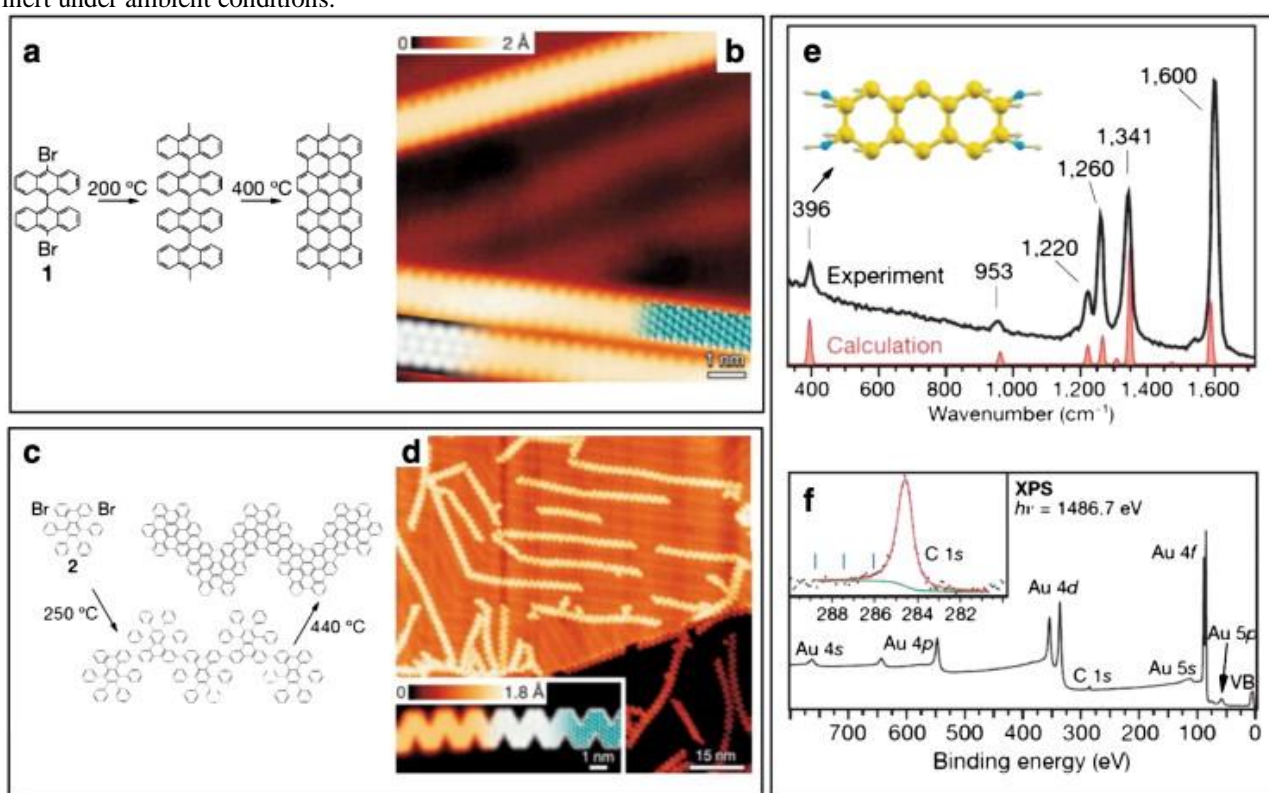 inert under ambient conditions.
a
Br
200 ºC
400 ºC
Br
1
b
0 2 Å
1 nm
c
Br Br
2
250 ºC
440 ºC
d
0 1.8 Å
1 nm
15 nm
e
1,600
1,341
1,260
396
1,220
953
Experiment
Calculation
400 600 800 1.000 1,200 1,400 1,600
Wavenumber (cm⁻¹)
f
XPS
hν = 1486.7 eV
C 1s
288 286 284 282
Au 4f
Au 4d
Au 4s
Au 4p
C 1s
Au 5s
Au 5p
VB
700 600 500 400 300 200 100 0
Binding energy (eV)